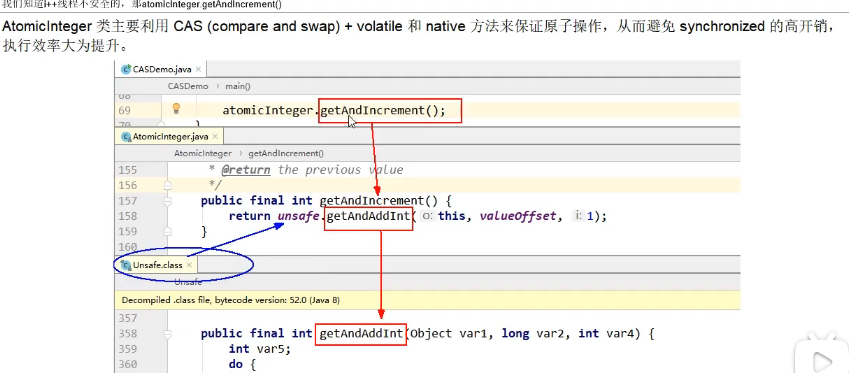 我们知道i++线程不安全的，那atomicInteger.getAndIncrement()
AtomicInteger 类主要利用 CAS (compare and swap) + volatile 和 native 方法来保证原子操作，从而避免 synchronized 的高开销，
执行效率大为提升。
CASDemo.java ×
CASDemo › main()
68
69 atomicInteger.getAndIncrement();
70 }
AtomicInteger.java ×
AtomicInteger › getAndIncrement()
155 * @return the previous value
156 */
157 public final int getAndIncrement() {
158 return unsafe.getAndAddInt( o: this, valueOffset, i: 1);
159 }
160
Unsafe.class ×
Unsafe
Decompiled .class file, bytecode version: 52.0 (Java 8)
357
358 public final int getAndAddInt(Object var1, long var2, int var4) {
359 int var5;
360 do {